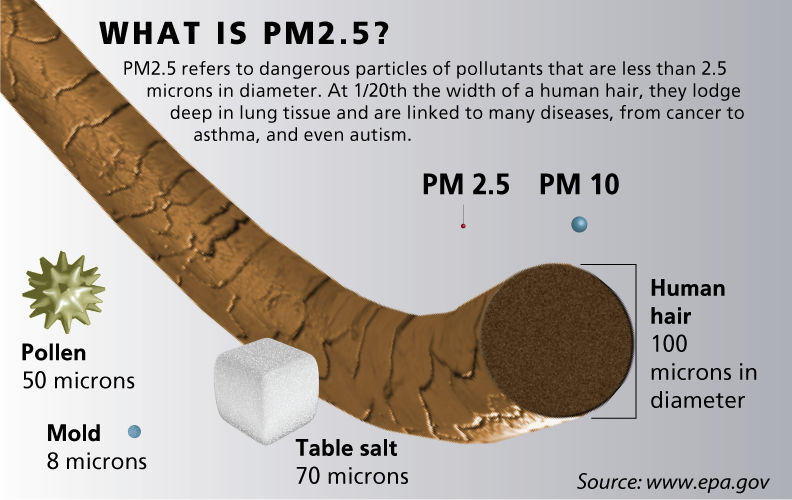 WHAT IS PM2.5?
PM2.5 refers to dangerous particles of pollutants that are less than 2.5
microns in diameter. At 1/20th the width of a human hair, they lodge
deep in lung tissue and are linked to many diseases, from cancer to
asthma, and even autism.
PM 2.5
PM 10
Human
hair
100
microns in
diameter
Pollen
50 microns
Mold
8 microns
Table salt
70 microns
Source: www.epa.gov